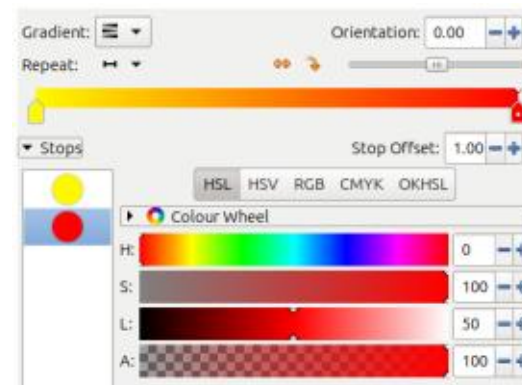 Gradient: Orientation: 0.00
Repeat:
Stops Stop Offset: 1.00
HSL HSV RGB CMYK OKHSL
Colour Wheel
H: 0
S: 100
L: 50
A: 100